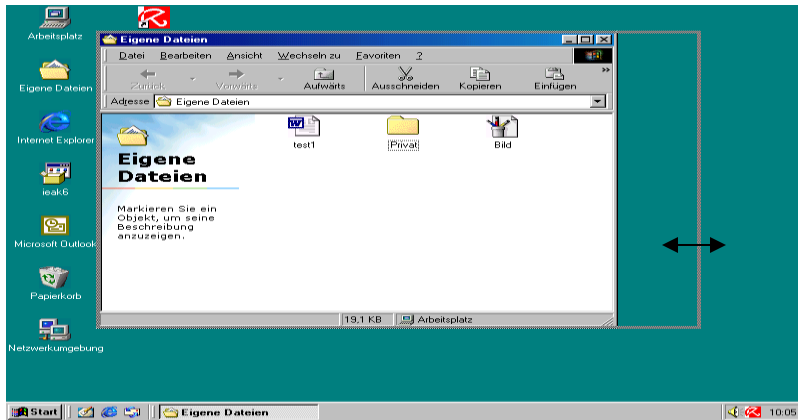 Arbeitsplatz
Eigene Dateien
Internet Explorer
ieak6
Microsoft Outlook
Papierkorb
Netzwerkumgebung
Eigene Dateien
Datei Bearbeiten Ansicht Wechseln zu Favoriten ?
Zurück Vorwärts Aufwärts Ausschneiden Kopieren Einfügen »
Adresse Eigene Dateien
Eigene
Dateien
Markieren Sie ein
Objekt, um seine
Beschreibung
anzuzeigen.
test1 Privat Bild
19,1 KB Arbeitsplatz
Start Eigene Dateien 10:05